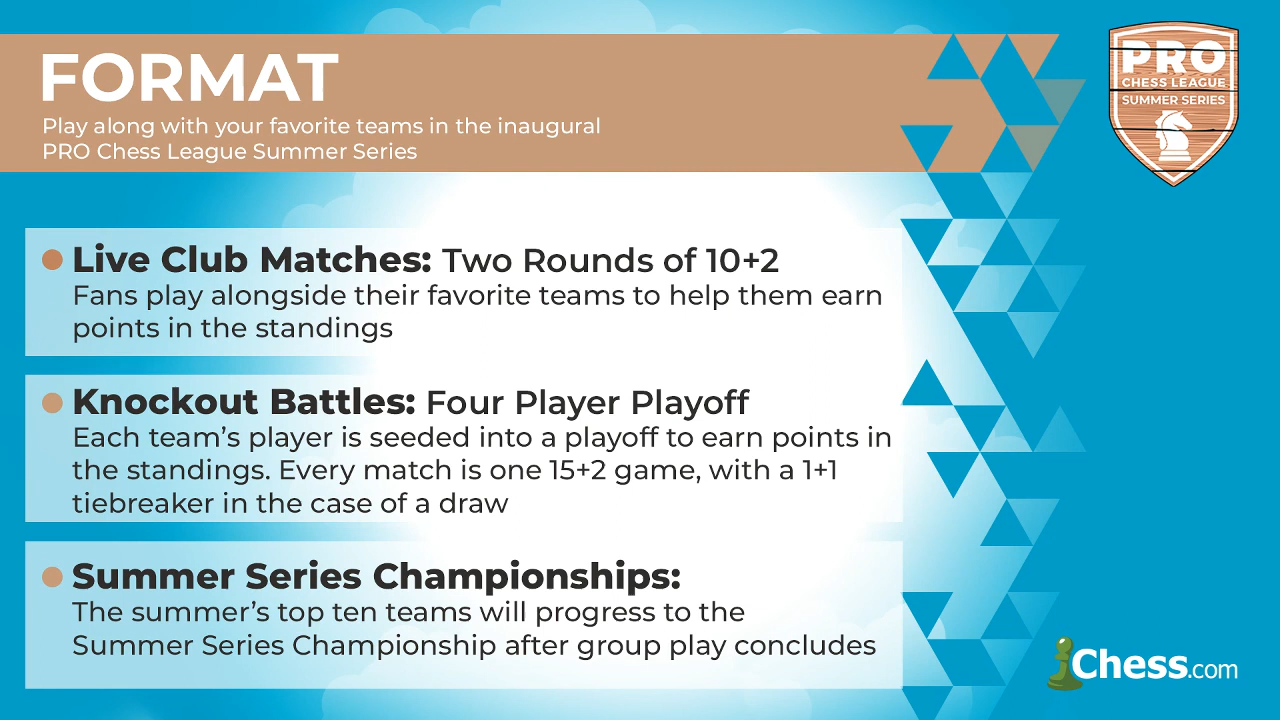 FORMAT
Play along with your favorite teams in the inaugural
PRO Chess League Summer Series
PRO
CHESS LEAGUE
SUMMER SERIES
Live Club Matches: Two Rounds of 10+2
Fans play alongside their favorite teams to help them earn
points in the standings
Knockout Battles: Four Player Playoff
Each team’s player is seeded into a playoff to earn points in
the standings. Every match is one 15+2 game, with a 1+1
tiebreaker in the case of a draw
Summer Series Championships:
The summer’s top ten teams will progress to the
Summer Series Championship after group play concludes
Chess.com